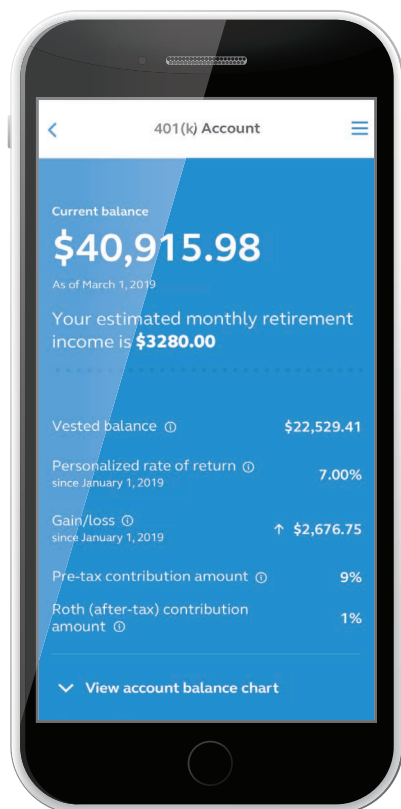 401(k) Account
Current balance
$40,915.98
As of March 1, 2019
Your estimated monthly retirement
income is $3280.00
Vested balance ⓘ $22,529.41
Personalized rate of return ⓘ 7.00%
since January 1, 2019
Gain/loss ⓘ ↑ $2,676.75
since January 1, 2019
Pre-tax contribution amount ⓘ 9%
Roth (after-tax) contribution
amount ⓘ 1%
View account balance chart